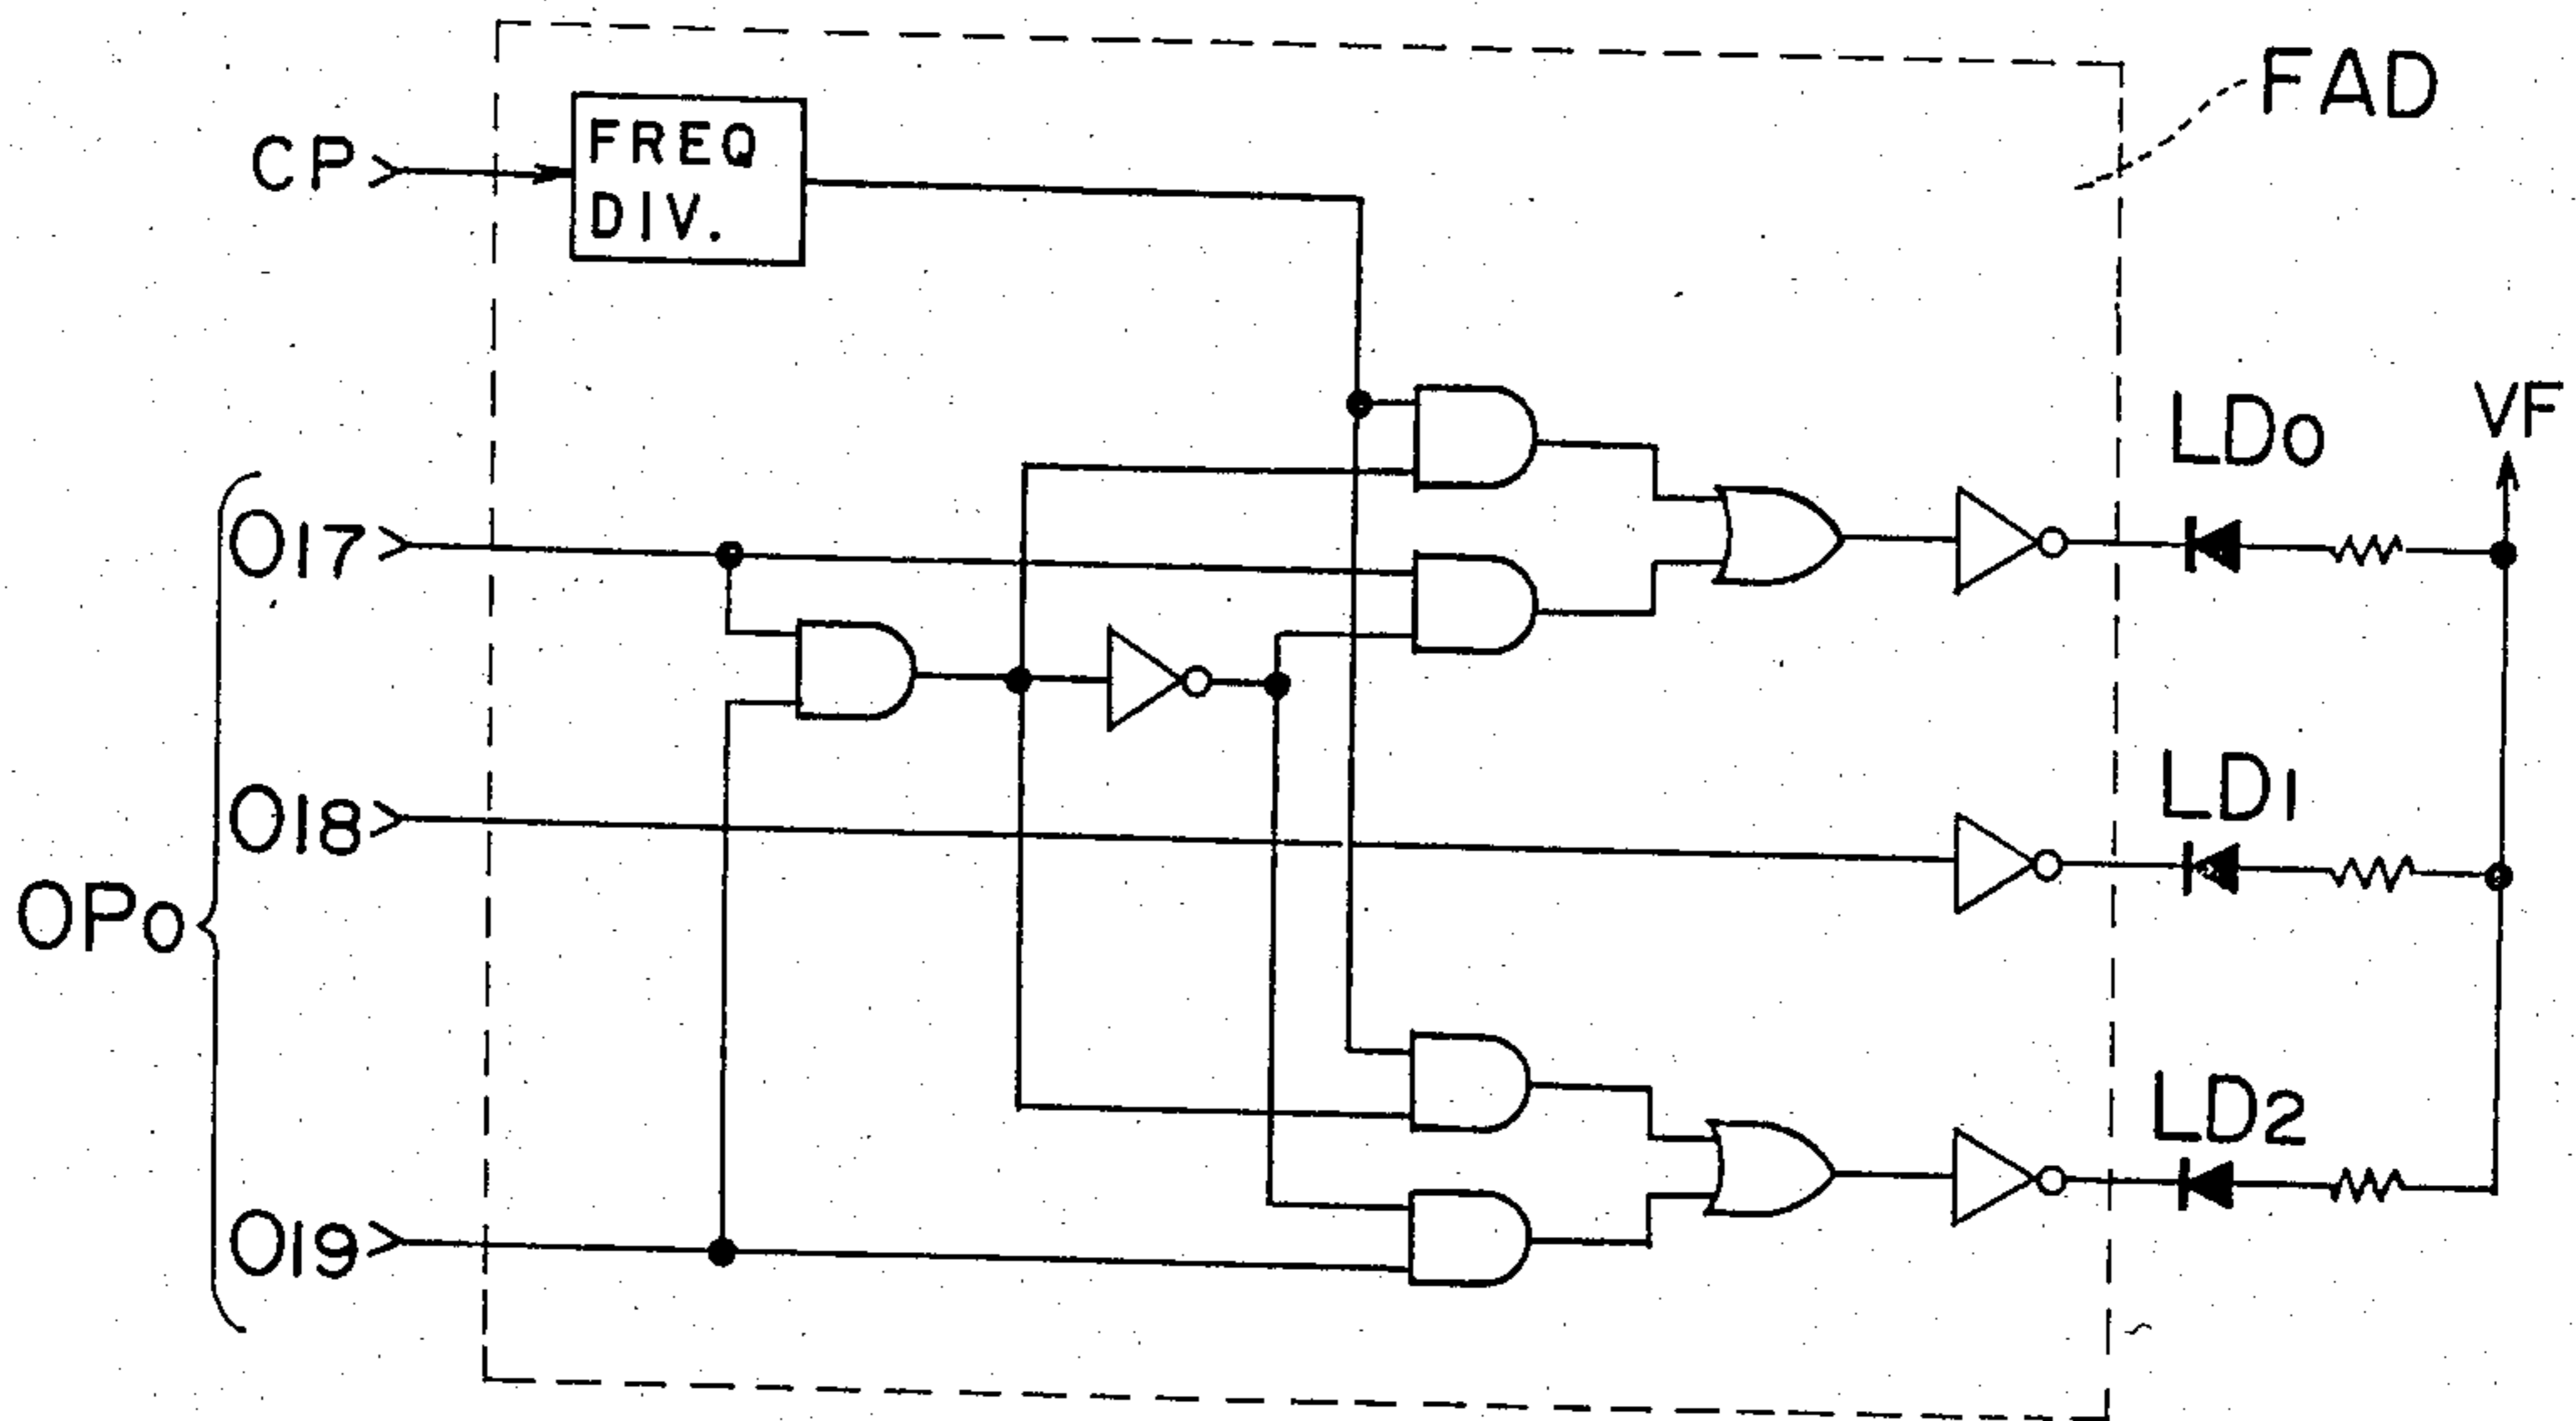 FAD
CP
FREQ
DIV.
LD0
VF
O17
LD1
O18
OP0
LD2
O19